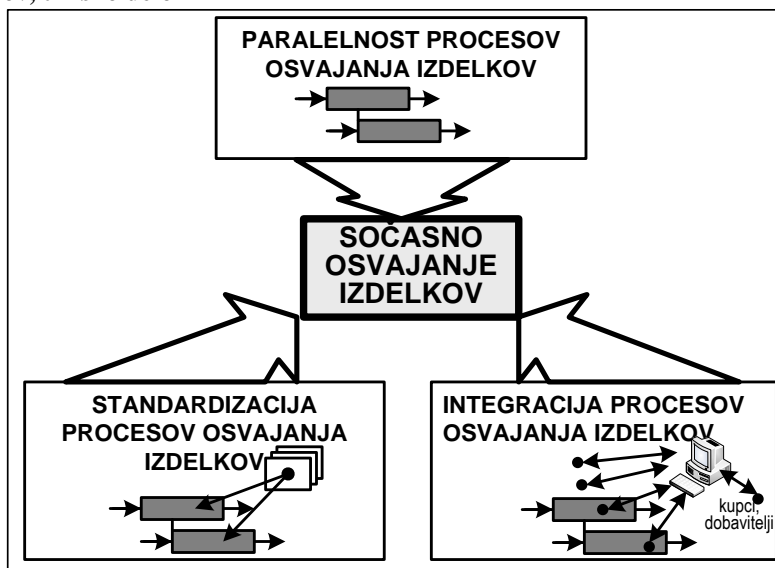 PARALELNOST PROCESOV
OSVAJANJA IZDELKOV
SOČASNO
OSVAJANJE
IZDELKOV
STANDARDIZACIJA
PROCESOV OSVAJANJA
IZDELKOV
INTEGRACIJA PROCESOV
OSVAJANJA IZDELKOV
kupci,
dobavitelji